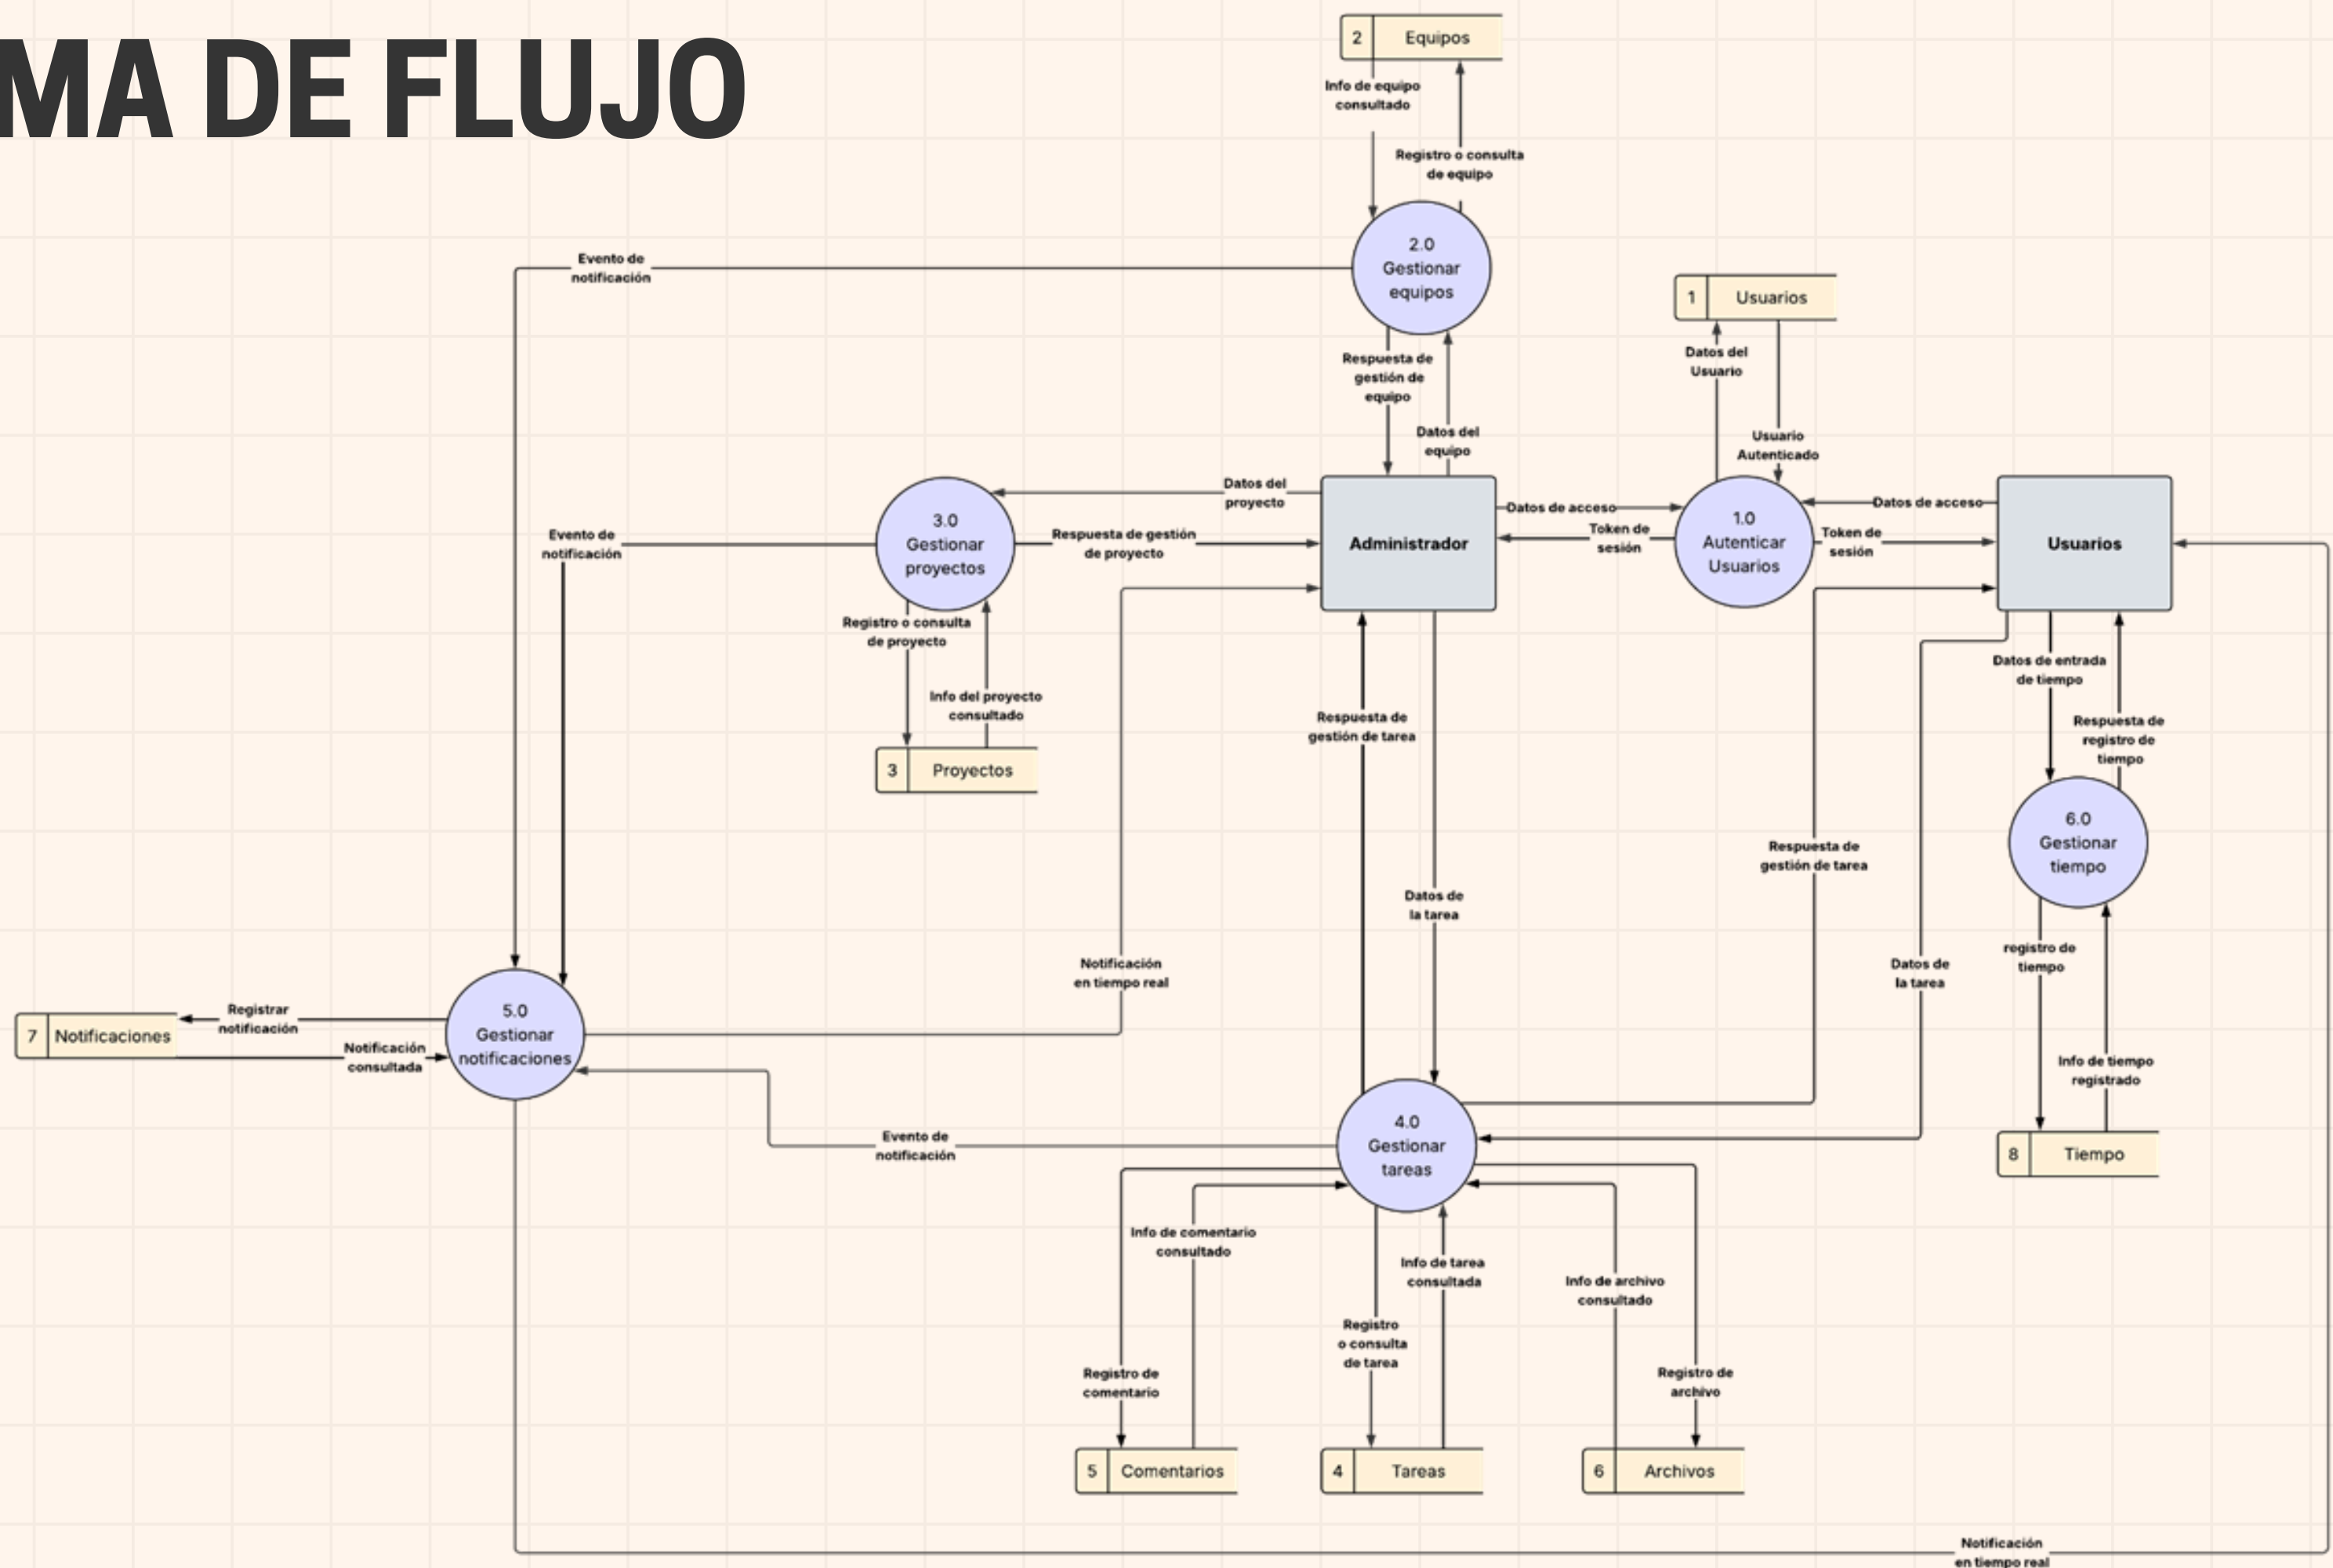 MA DE FLUJO
2 Equipos
Info de equipo
consultado
Registro o consulta
de equipo
2.0
Gestionar
equipos
Evento de
notificación
1 Usuarios
Respuesta de
gestión de
equipo
Datos del
equipo
Datos del
Usuario
Usuario
Autenticado
3.0
Gestionar
proyectos
Datos del
proyecto
Respuesta de gestión
de proyecto
Evento de
notificación
Administrador
Datos de acceso
Token de
sesión
1.0
Autenticar
Usuarios
Datos de acceso
Token de
sesión
Usuarios
Registro o consulta
de proyecto
Info del proyecto
consultado
3 Proyectos
Respuesta de
gestión de tarea
Datos de
la tarea
Datos de entrada
de tiempo
Respuesta de
registro de
tiempo
6.0
Gestionar
tiempo
Respuesta de
gestión de tarea
Datos de
la tarea
registro de
tiempo
Info de tiempo
registrado
8 Tiempo
Notificación
en tiempo real
7 Notificaciones
Registrar
notificación
Notificación
consultada
5.0
Gestionar
notificaciones
Evento de
notificación
4.0
Gestionar
tareas
Info de comentario
consultado
Registro de
comentario
Info de tarea
consultada
Registro
o consulta
de tarea
Info de archivo
consultado
Registro de
archivo
5 Comentarios
4 Tareas
6 Archivos
Notificación
en tiempo real